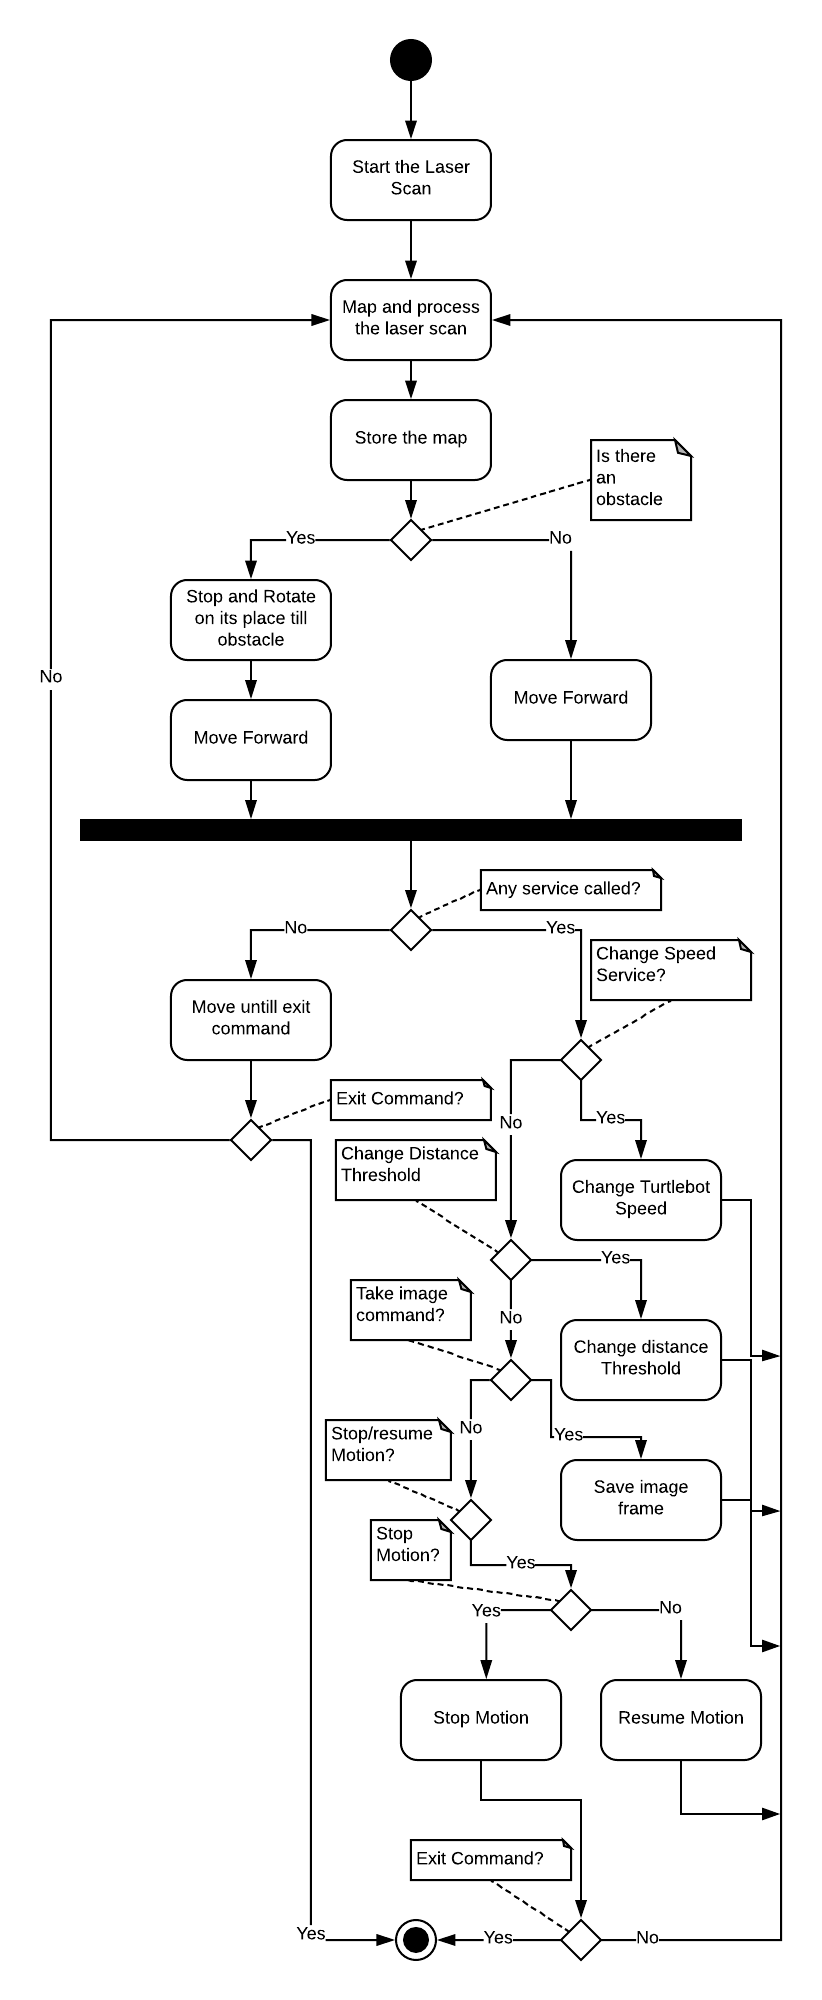 Start the Laser
Scan
Map and process
the laser scan
Store the map
Is there
an
obstacle
Yes
No
Stop and Rotate
on its place till
obstacle
No
Move Forward
Move Forward
Any service called?
No
Yes
Change Speed
Service?
Move untill exit
command
Exit Command?
No
Yes
Change Distance
Threshold
Change Turtlebot
Speed
Yes
Take image
command?
No
Change distance
Threshold
Stop/resume
Motion?
No
Yes
Save image
frame
Stop
Motion?
Yes
Yes
No
Stop Motion
Resume Motion
Exit Command?
Yes
Yes
No